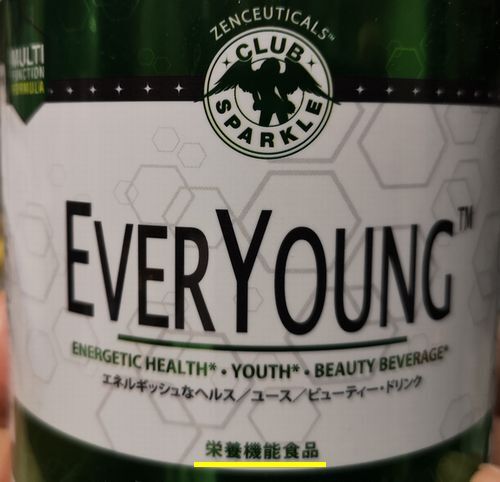 ZENCEUTICALS™
CLUB
SPARKLE
MULTI
FUNCTION
FORMULA
EVERYOUNG™
ENERGETIC HEALTH* • YOUTH* • BEAUTY BEVERAGE*
エネルギッシュなヘルス／ユース／ビューティー・ドリンク
栄養機能食品